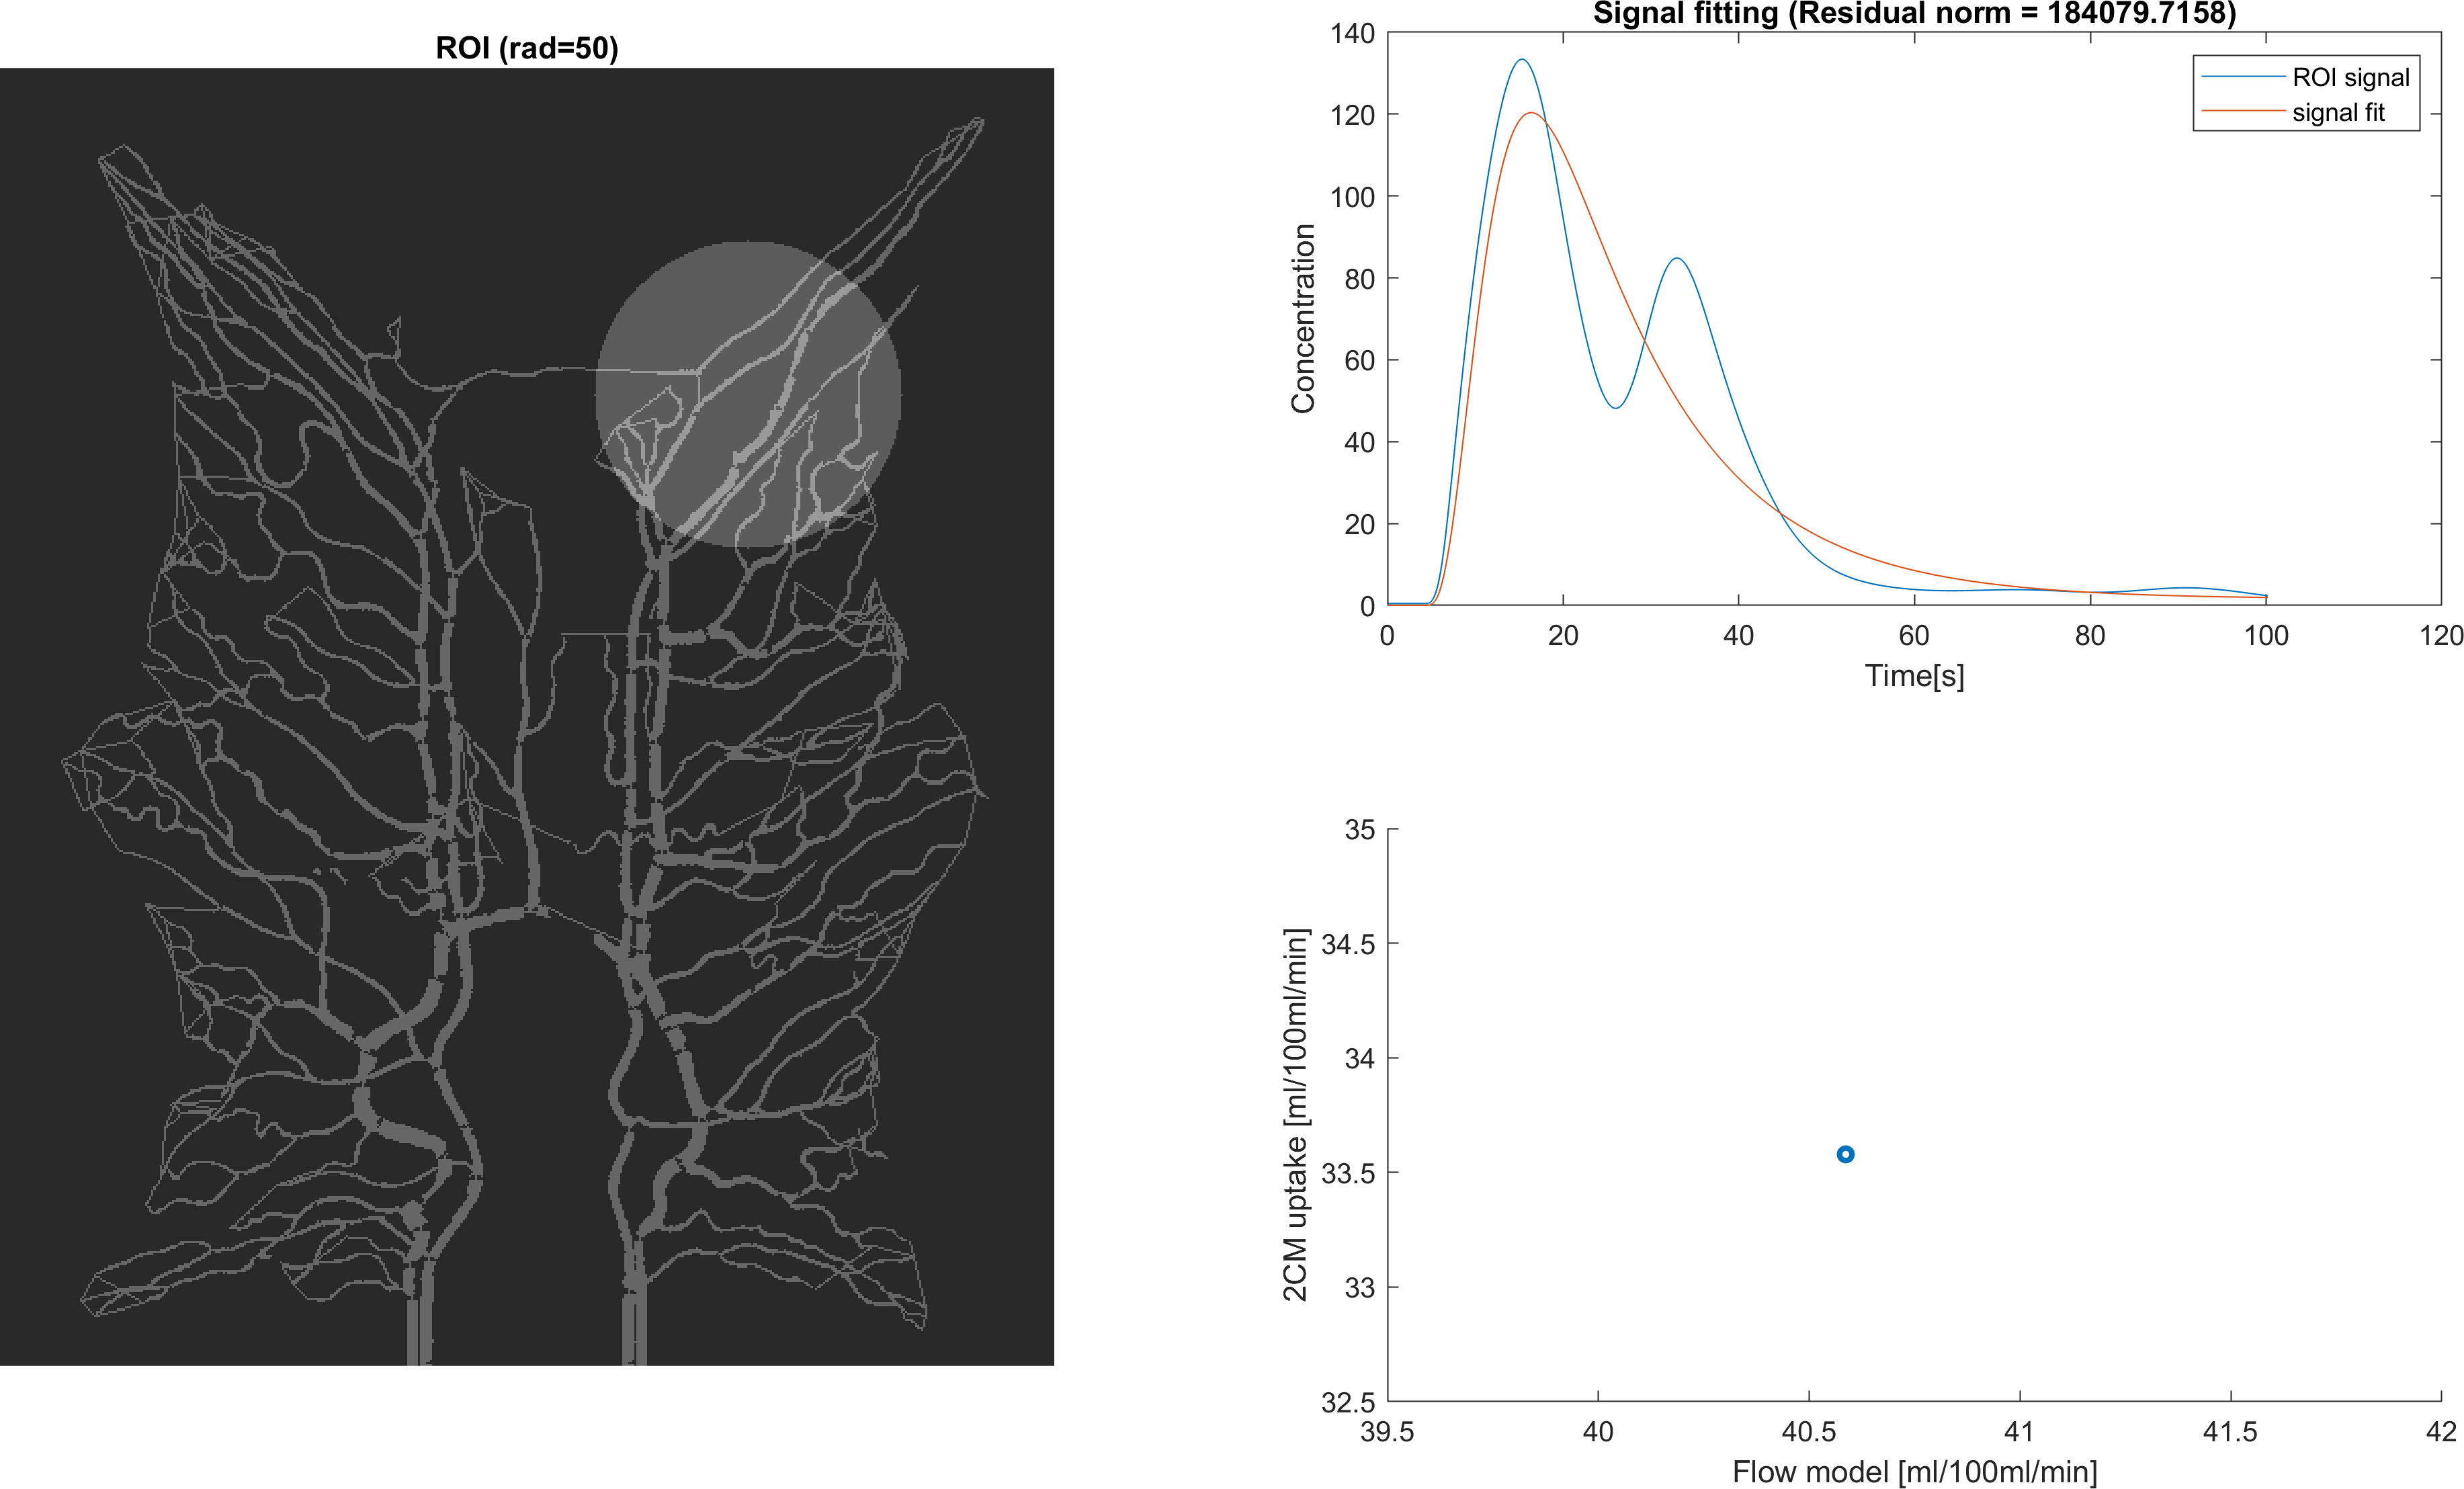 ROI (rad=50)
Signal fitting (Residual norm = 184079.7158)
140
120
100
80
60
40
20
0
Concentration
ROI signal
signal fit
0 20 40 60 80 100 120
Time[s]
35
34.5
34
33.5
33
32.5
2CM uptake [ml/100ml/min]
39.5 40 40.5 41 41.5 42
Flow model [ml/100ml/min]